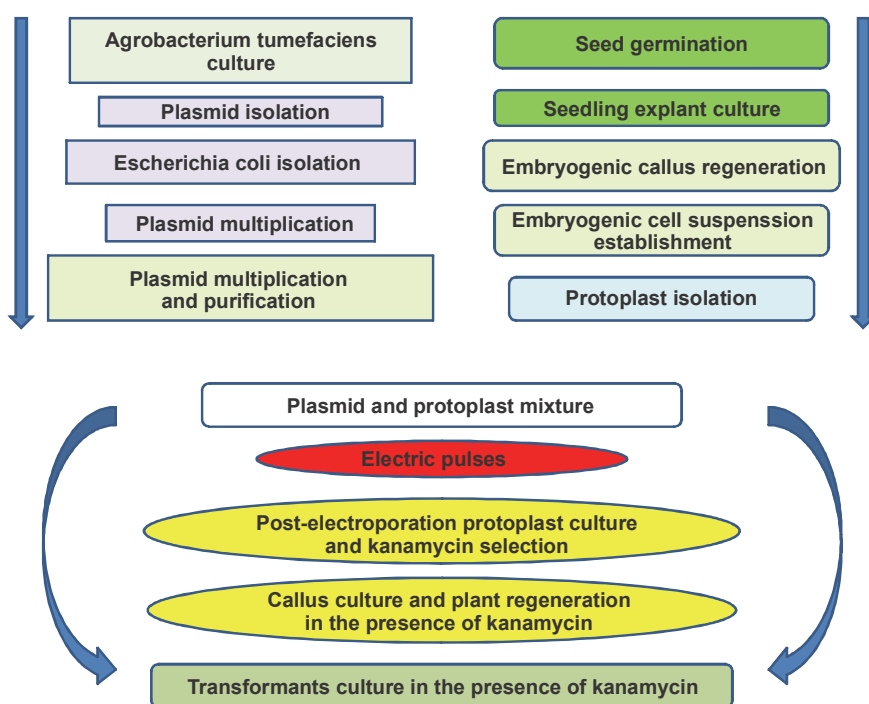 Agrobacterium tumefaciens
culture
Plasmid isolation
Escherichia coli isolation
Plasmid multiplication
Plasmid multiplication
and purification
Seed germination
Seedling explant culture
Embryogenic callus regeneration
Embryogenic cell suspenssion
establishment
Protoplast isolation
Plasmid and protoplast mixture
Electric pulses
Post-electroporation protoplast culture
and kanamycin selection
Callus culture and plant regeneration
in the presence of kanamycin
Transformants culture in the presence of kanamycin